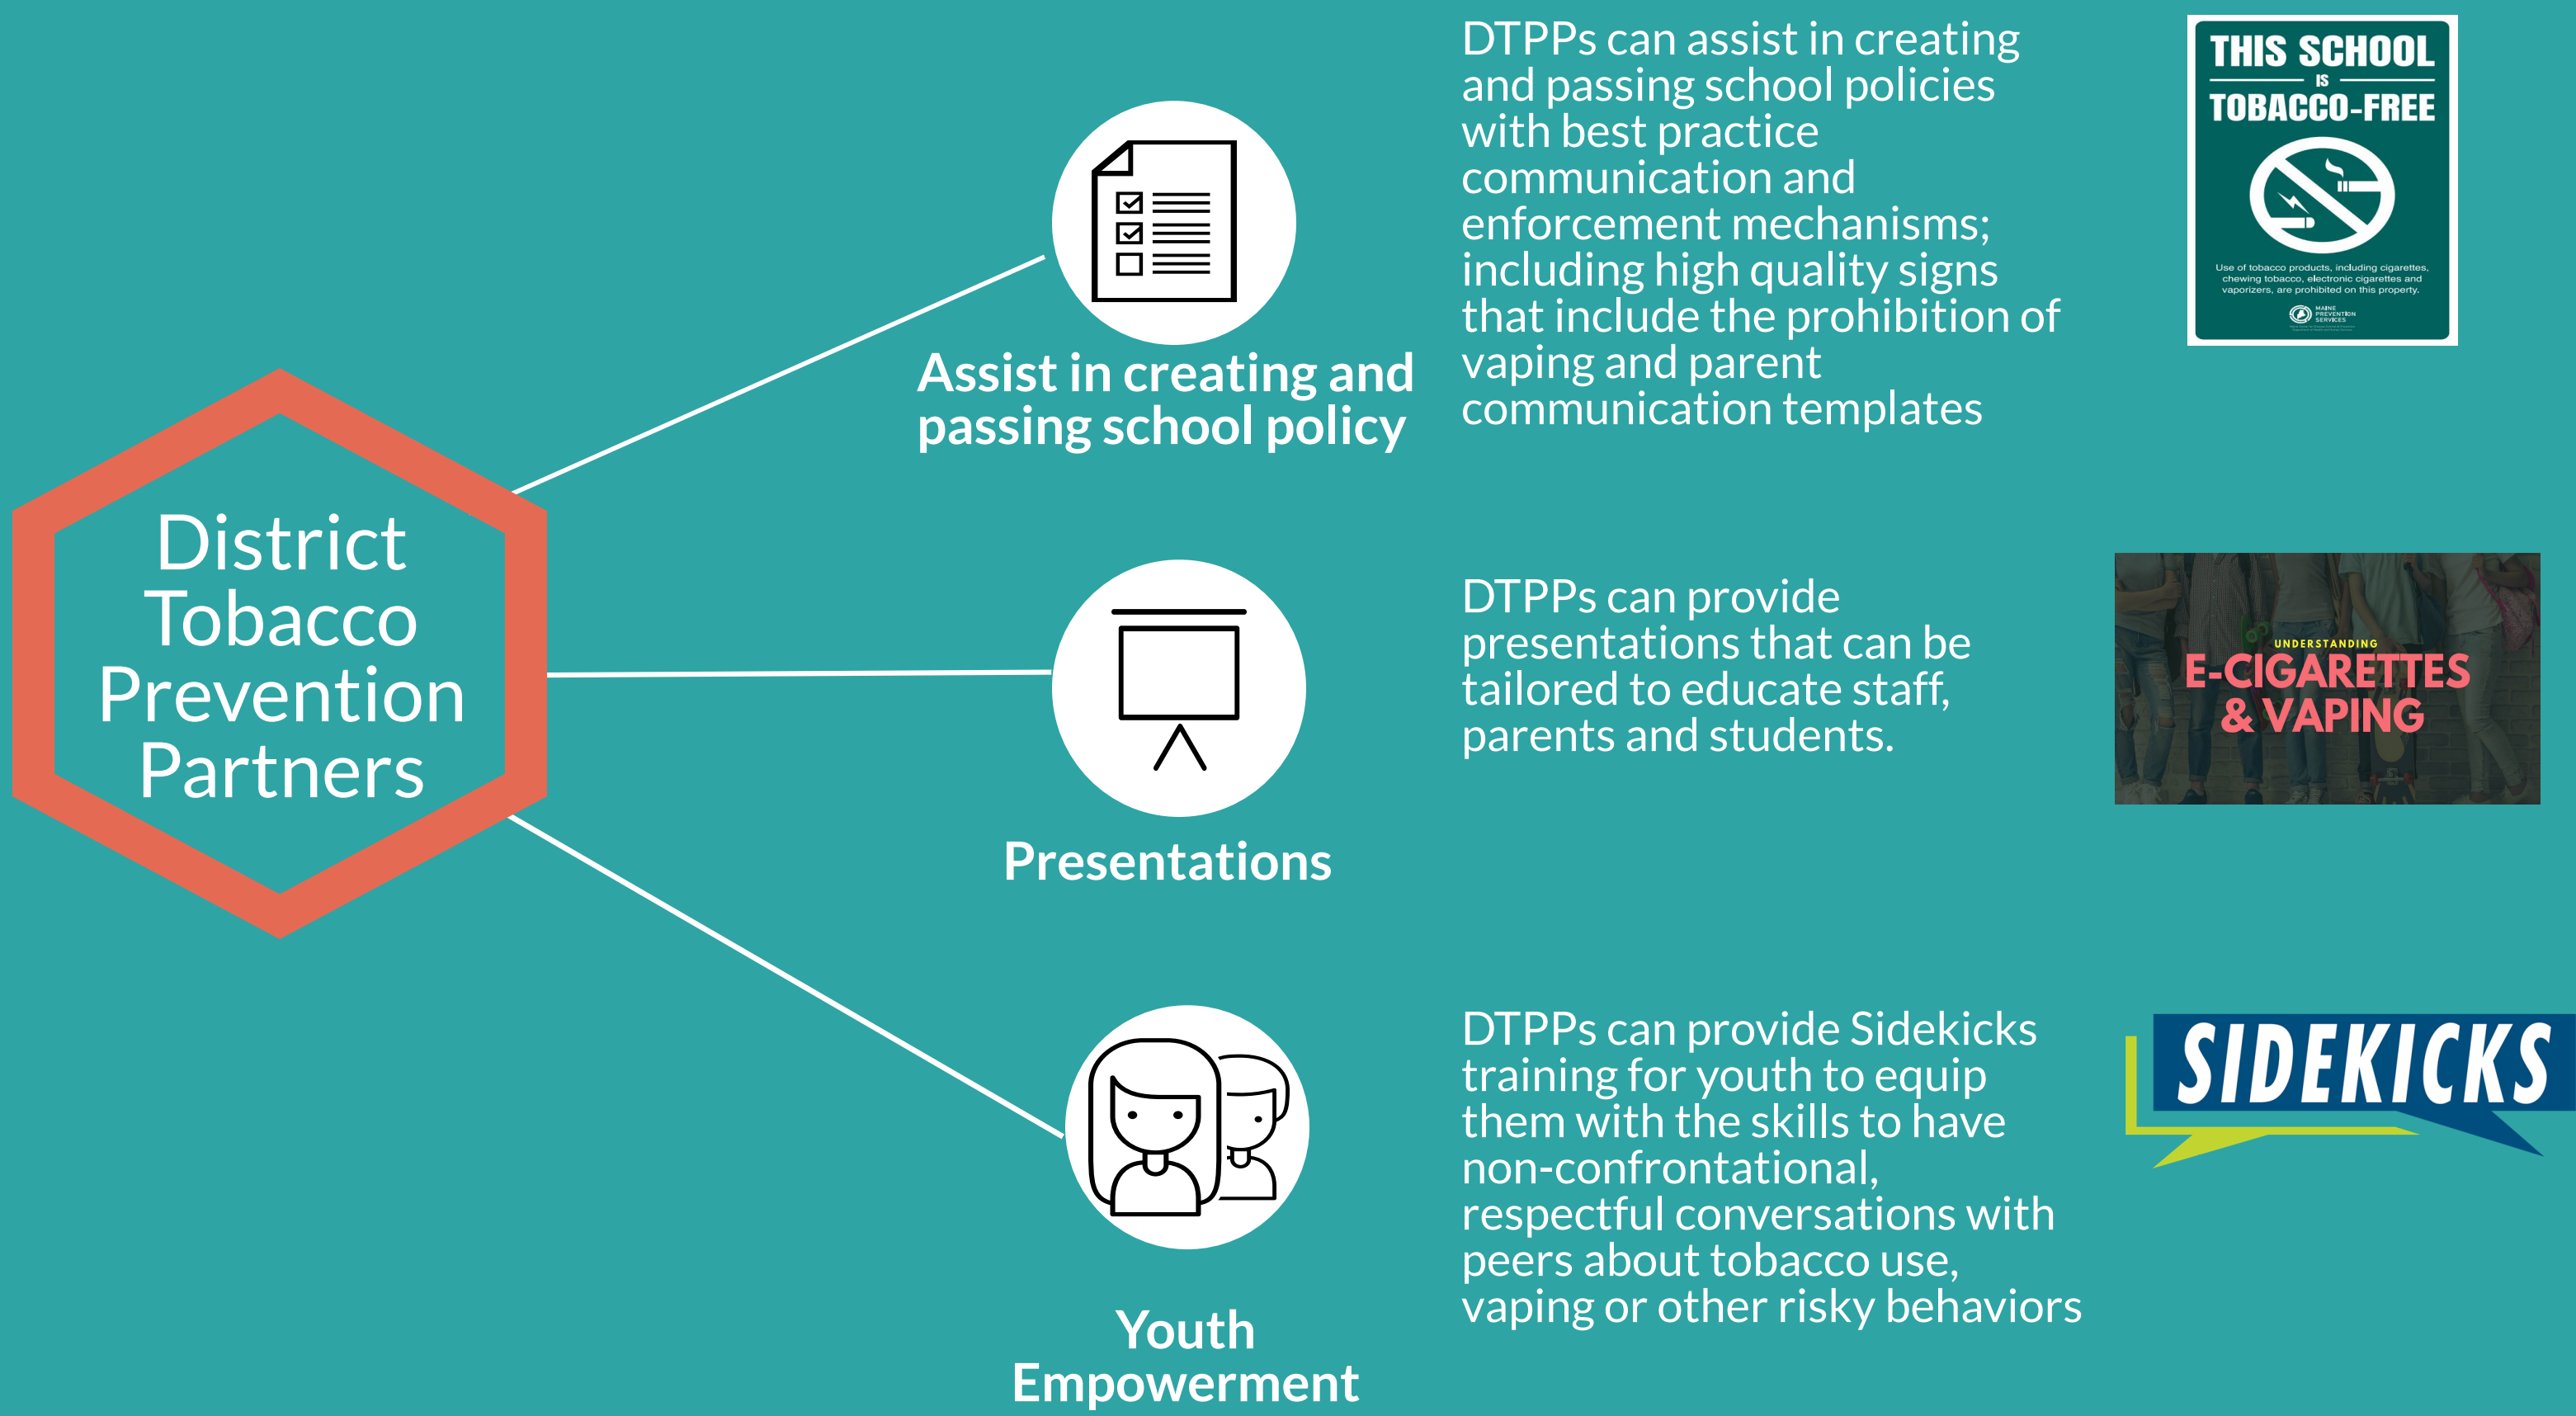 District
Tobacco
Prevention
Partners
Assist in creating and
passing school policy
DTPPs can assist in creating
and passing school policies
with best practice
communication and
enforcement mechanisms;
including high quality signs
that include the prohibition of
vaping and parent
communication templates
THIS SCHOOL
IS
TOBACCO-FREE
Use of tobacco products, including cigarettes,
chewing tobacco, electronic cigarettes and
vaporizers, are prohibited on this property.
MAINE
PREVENTION
SERVICES
Presentations
DTPPs can provide
presentations that can be
tailored to educate staff,
parents and students.
UNDERSTANDING
E-CIGARETTES
& VAPING
Youth
Empowerment
DTPPs can provide Sidekicks
training for youth to equip
them with the skills to have
non-confrontational,
respectful conversations with
peers about tobacco use,
vaping or other risky behaviors
SIDEKICKS